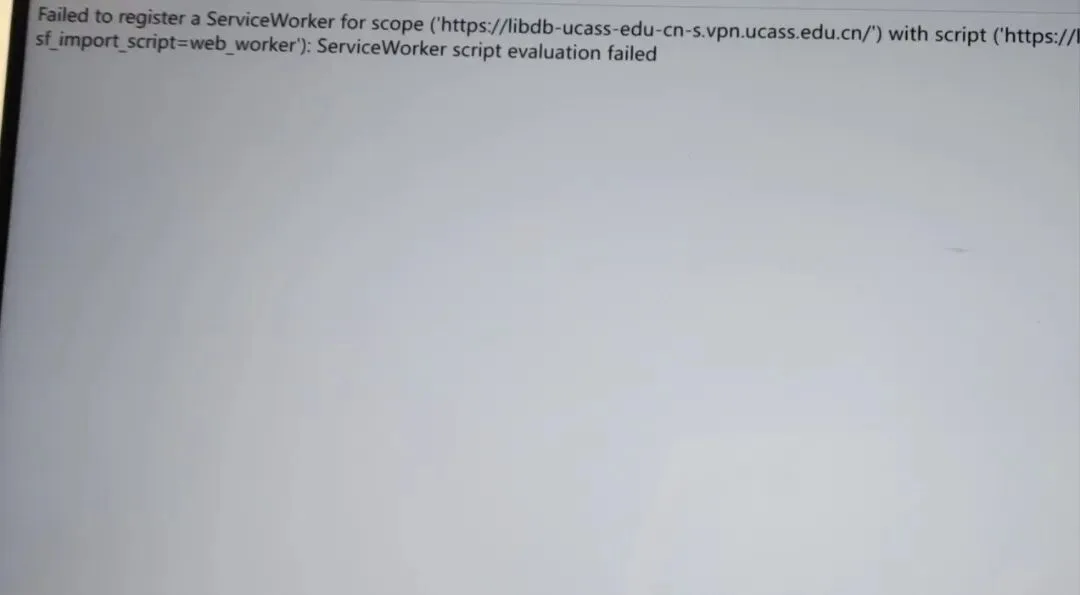 Failed to register a ServiceWorker for scope ('https://libdb-ucass-edu-cn-s.vpn.ucass.edu.cn/') with script ('https://l
sf_import_script=web_worker'): ServiceWorker script evaluation failed